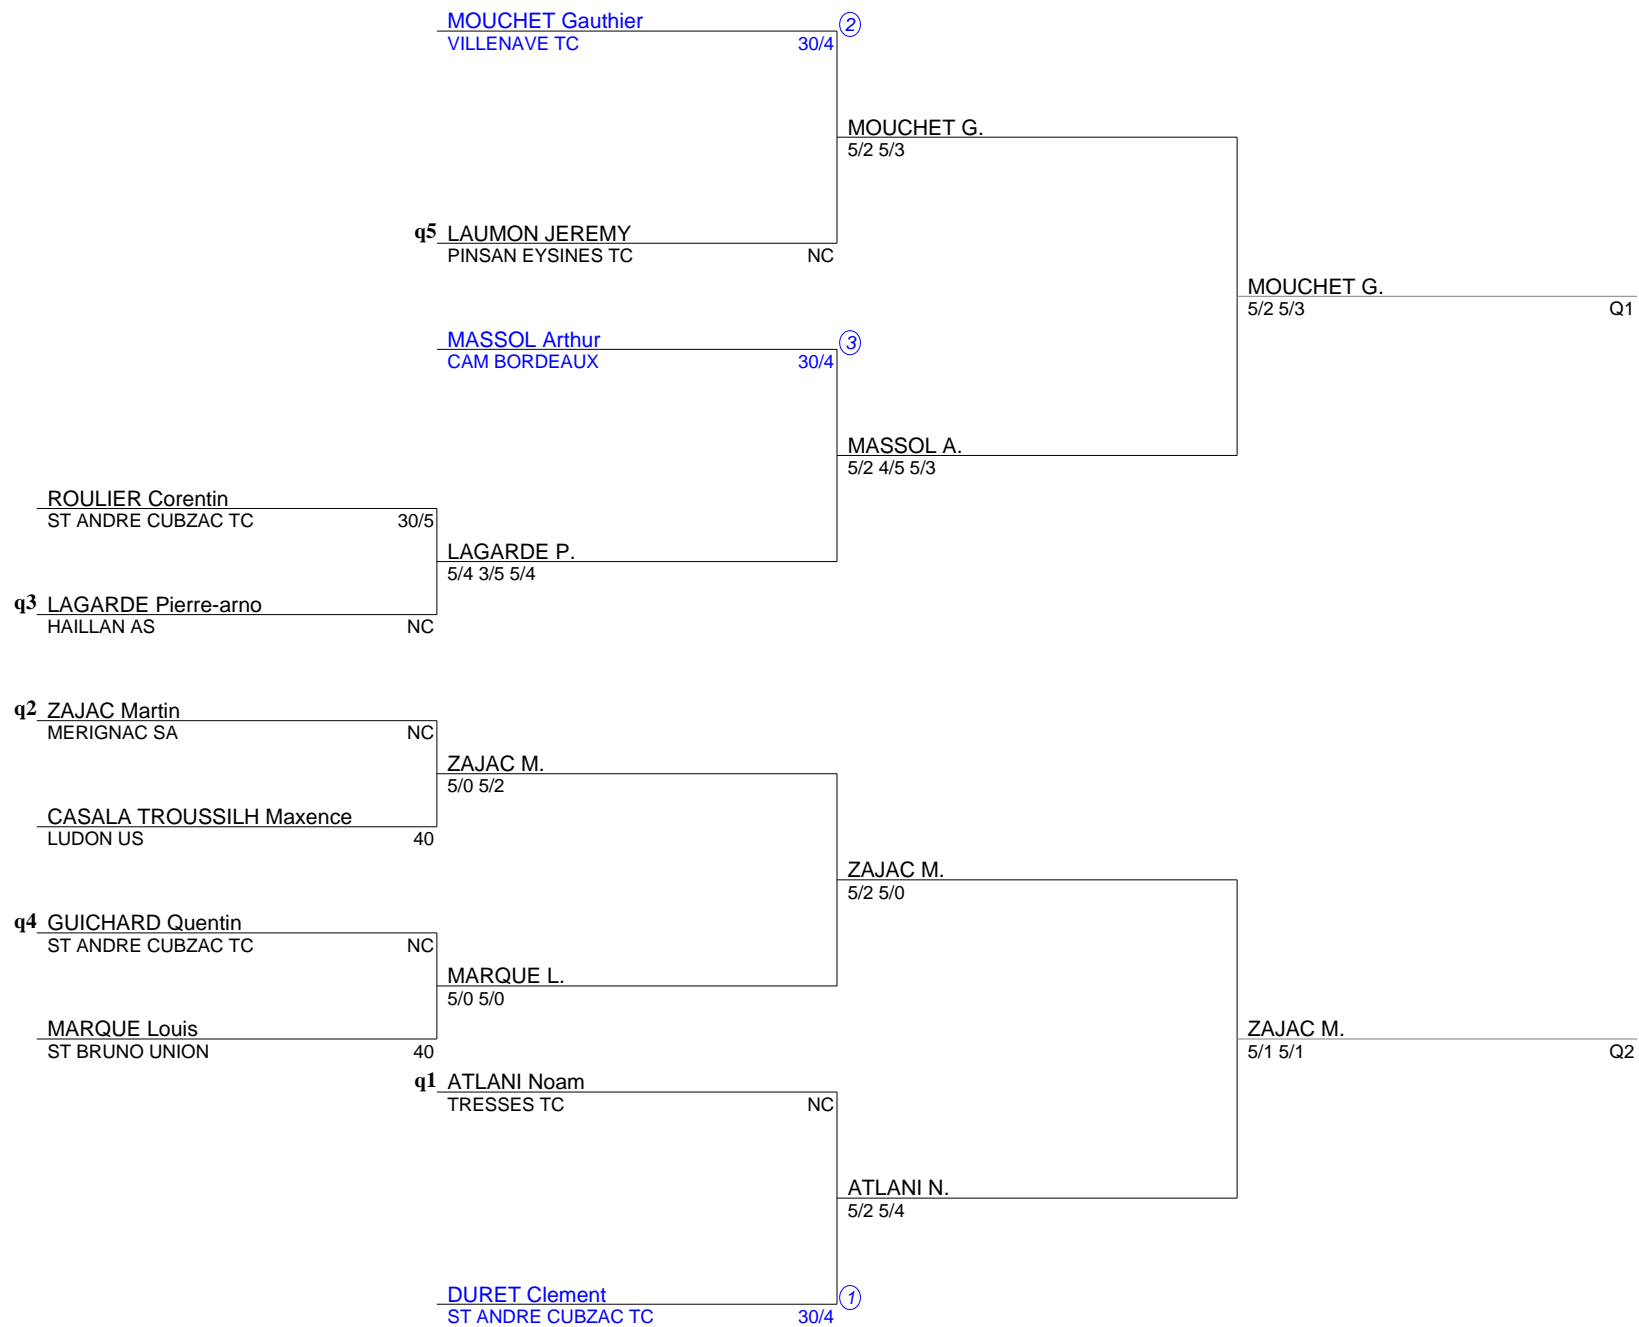 MOUCHET Gauthier 2
VILLENAVE TC 30/4
MOUCHET G.
5/2 5/3
q5 LAUMON JEREMY
PINSAN EYSINES TC NC
MOUCHET G.
5/2 5/3 Q1
MASSOL Arthur 3
CAM BORDEAUX 30/4
MASSOL A.
5/2 4/5 5/3
ROULIER Corentin
ST ANDRE CUBZAC TC 30/5
LAGARDE P.
5/4 3/5 5/4
q3 LAGARDE Pierre-arno
HAILLAN AS NC
q2 ZAJAC Martin
MERIGNAC SA NC
ZAJAC M.
5/0 5/2
CASALA TROUSSILH Maxence
LUDON US 40
ZAJAC M.
5/2 5/0
q4 GUICHARD Quentin
ST ANDRE CUBZAC TC NC
MARQUE L.
5/0 5/0
MARQUE Louis
ST BRUNO UNION 40
ZAJAC M.
5/1 5/1 Q2
q1 ATLANI Noam
TRESSES TC NC
ATLANI N.
5/2 5/4
DURET Clement 1
ST ANDRE CUBZAC TC 30/4